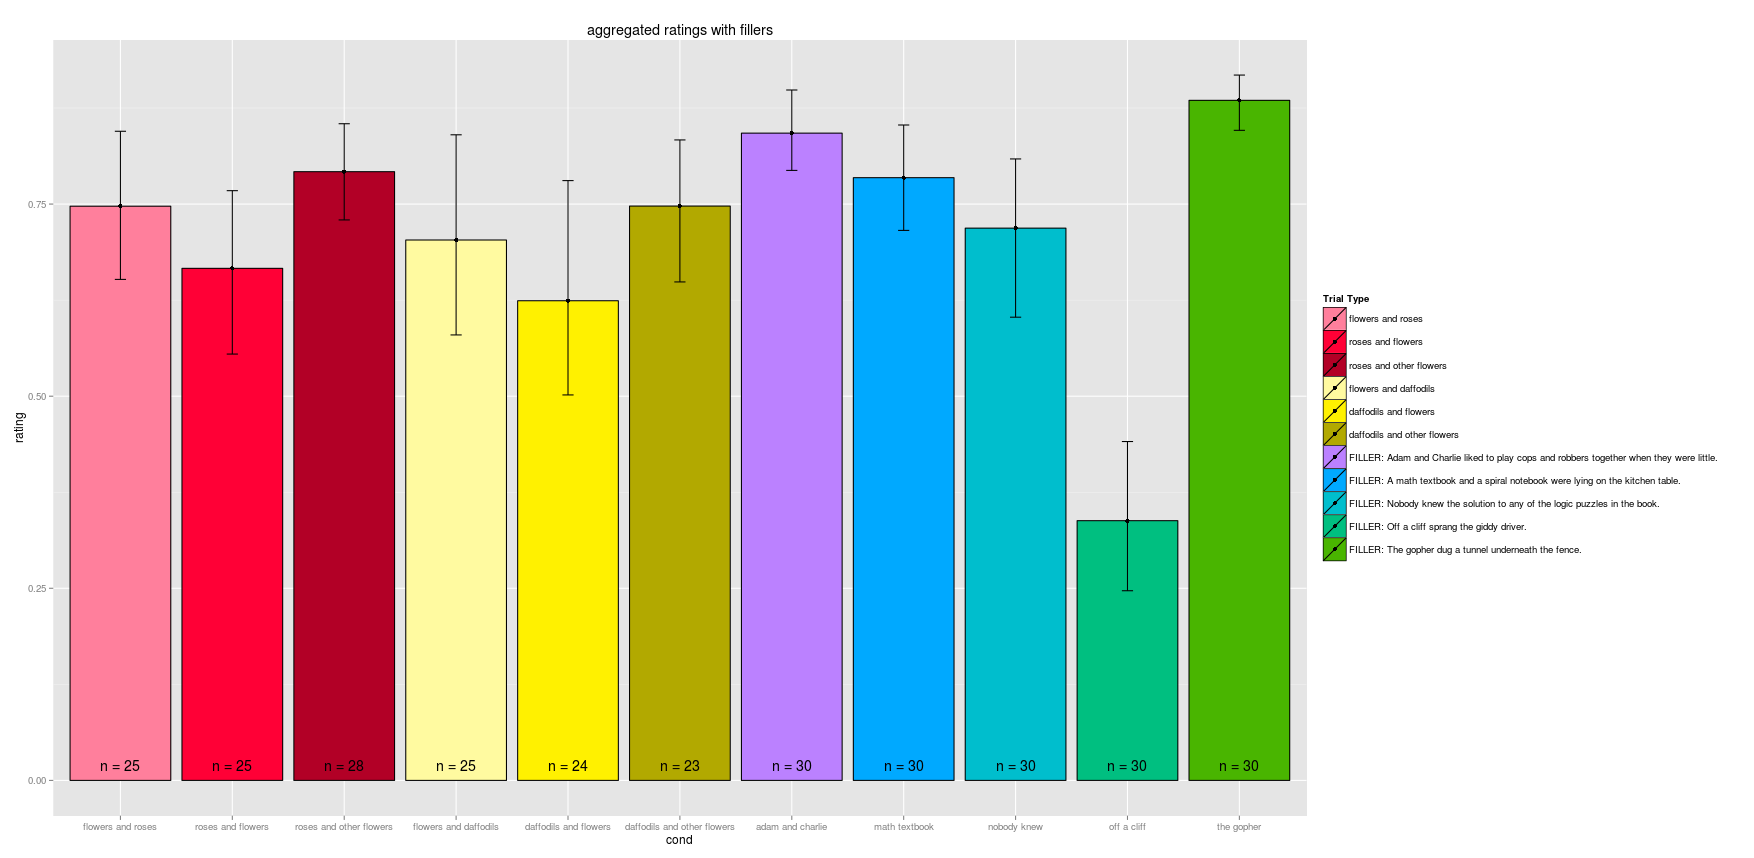 aggregated ratings with fillers
rating
0.75
0.50
0.25
0.00
n = 25
n = 25
n = 28
n = 25
n = 24
n = 23
n = 30
n = 30
n = 30
n = 30
n = 30
flowers and roses
roses and flowers
roses and other flowers
flowers and daffodils
daffodils and flowers
daffodils and other flowers
adam and charlie
math textbook
nobody knew
off a cliff
the gopher
cond
Trial Type
flowers and roses
roses and flowers
roses and other flowers
flowers and daffodils
daffodils and flowers
daffodils and other flowers
FILLER: Adam and Charlie liked to play cops and robbers together when they were little.
FILLER: A math textbook and a spiral notebook were lying on the kitchen table.
FILLER: Nobody knew the solution to any of the logic puzzles in the book.
FILLER: Off a cliff sprang the giddy driver.
FILLER: The gopher dug a tunnel underneath the fence.